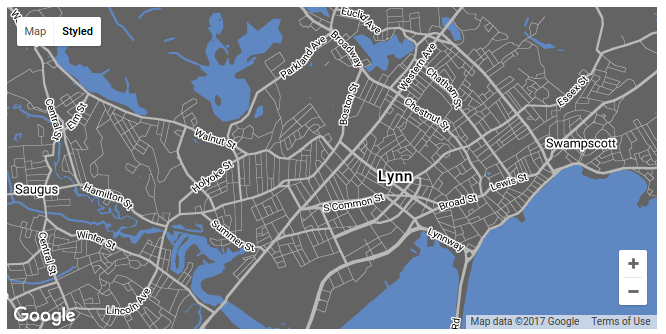 Map Styled
Euclid Ave
Broadway
Parkland Ave
Western Ave
Chatham St
Essex St
Boston St
Chestnut St
Central St
Elm St
Walnut St
Swampscott
Holyoke St
Lynn
Lewis St
Saugus
Hamilton St
S Common St
Broad St
Summer St
Winter St
Central St
Lynnway
Lincoln Ave
Rd
+
−
Google
Map data ©2017 Google Terms of Use